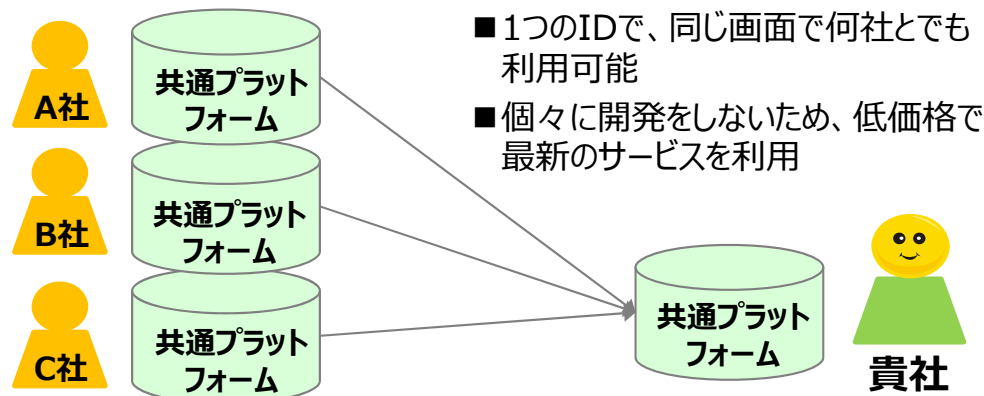 ■1つのIDで、同じ画面で何社とでも
利用可能
■個々に開発をしないため、低価格で
最新のサービスを利用
A社
共通プラット
フォーム
B社
共通プラット
フォーム
C社
共通プラット
フォーム
共通プラット
フォーム
貴社